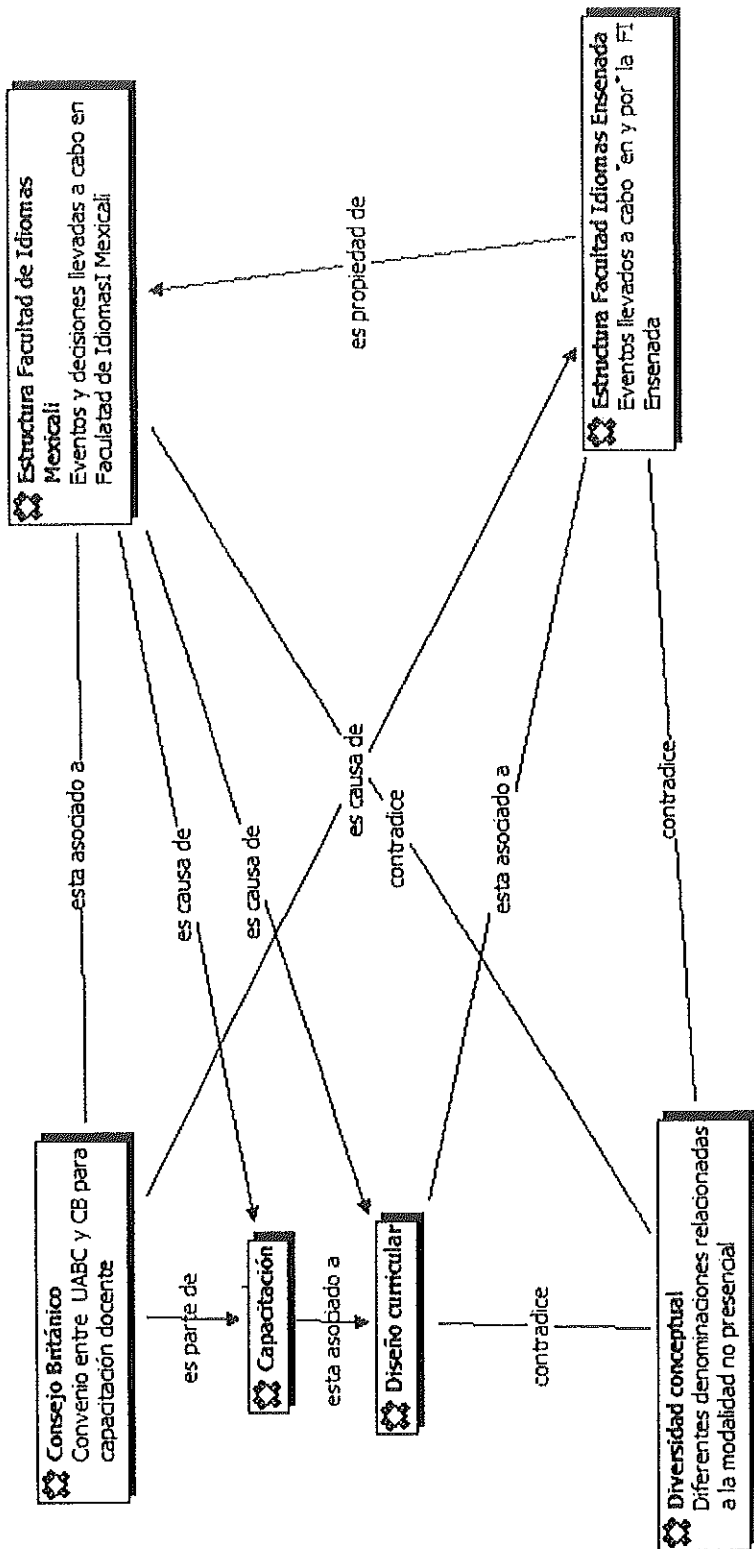 Consejo Británico
Convenio entre UABC y CB para
capacitación docente
esta asociado a
Estructura Facultad de Idiomas
Mexicali
Eventos y decisiones llevadas a cabo en
Faculatad de IdiomasI Mexicali
es parte de
es causa de
Capacitación
esta asociado a
es causa de
Diseño curricular
es causa de
contradice
es propiedad de
contradice
esta asociado a
Diversidad conceptual
Diferentes denominaciones relacionadas
a la modalidad no presencial
contradice
Estructura Facultad Idiomas Ensenada
Eventos llevados a cabo ¨en y por¨ la FI
Ensenada